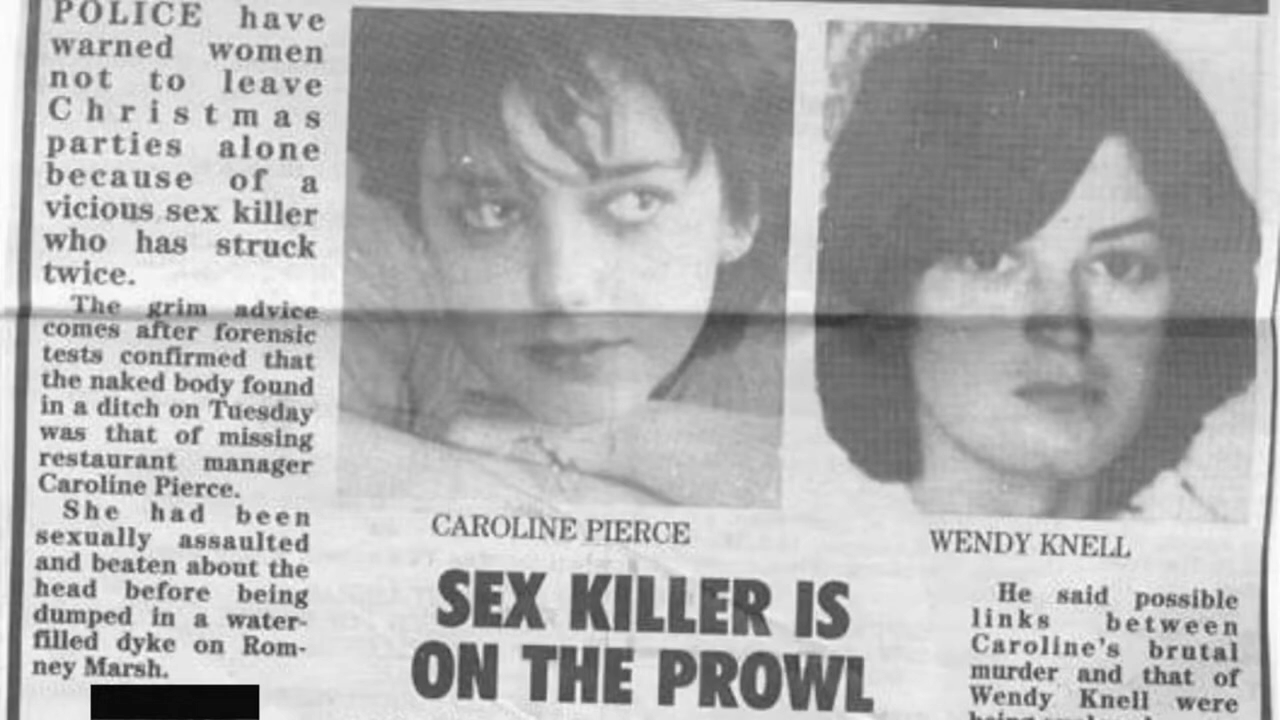 POLICE have
warned women
not to leave
Christmas
parties alone
because of a
vicious sex killer
who has struck
twice.
The grim advice
comes after forensic
tests confirmed that
the naked body found
in a ditch on Tuesday
was that of missing
restaurant manager
Caroline Pierce.
She had been
sexually assaulted
and beaten about the
head before being
dumped in a water-
filled dyke on Rom-
ney Marsh.
CAROLINE PIERCE
WENDY KNELL
SEX KILLER IS
ON THE PROWL
He said possible
links between
Caroline's brutal
murder and that of
Wendy Knell were